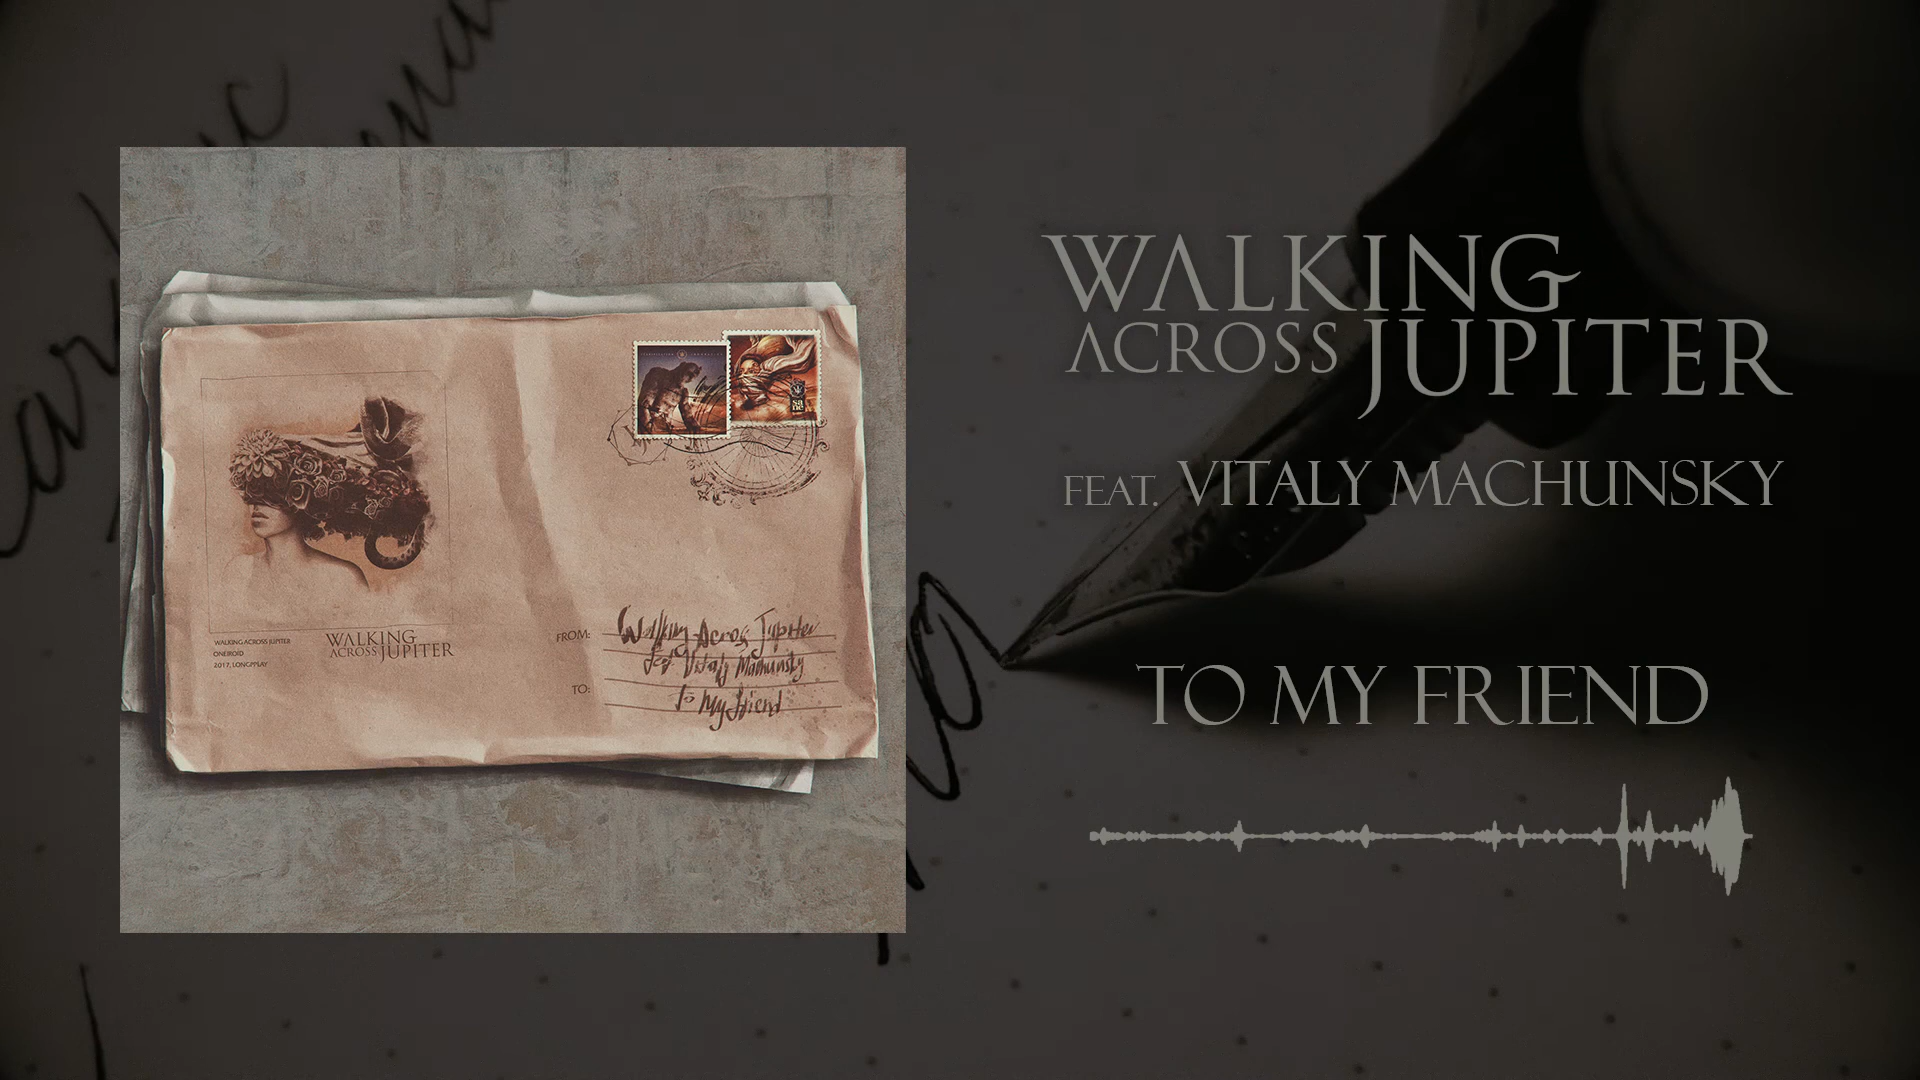 WALKING ACROSS JUPITER
ONEIROID
2017, LONGPPLAY
WALKING
ACROSS JUPITER
FROM: Walking Across Jupiter
feat. Vitaly Machunsky
TO: To My Friend
WALKING
ACROSS JUPITER
FEAT. VITALY MACHUNSKY
TO MY FRIEND